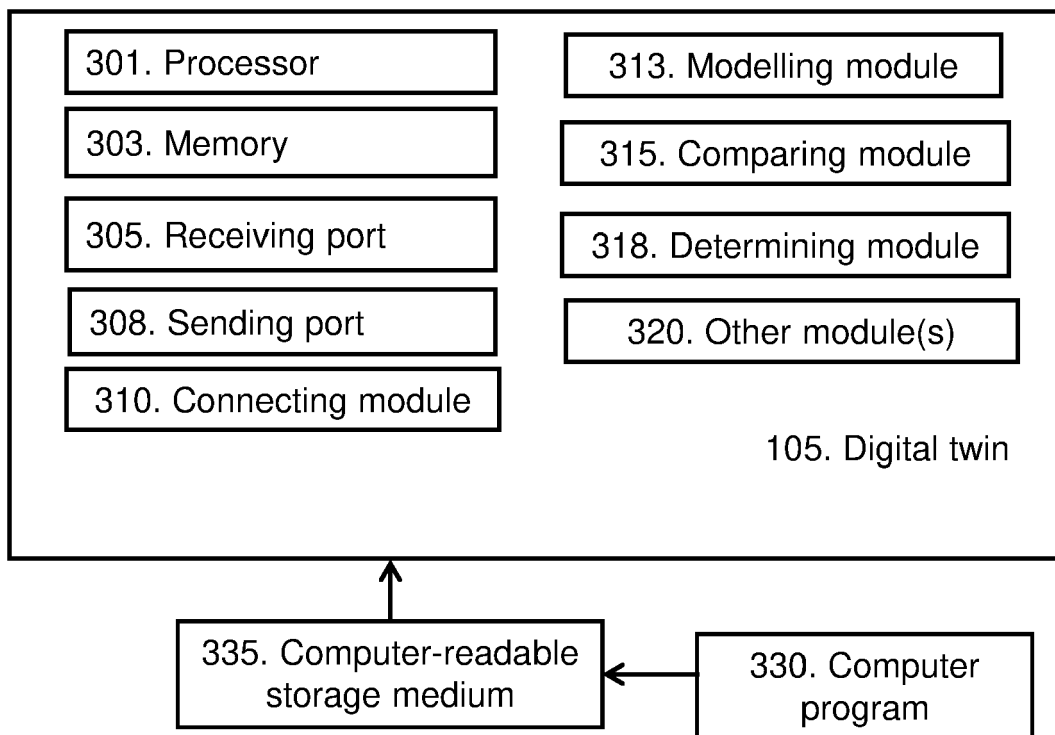 301. Processor
303. Memory
305. Receiving port
308. Sending port
310. Connecting module
313. Modelling module
315. Comparing module
318. Determining module
320. Other module(s)
105. Digital twin
335. Computer-readable
storage medium
330. Computer
program